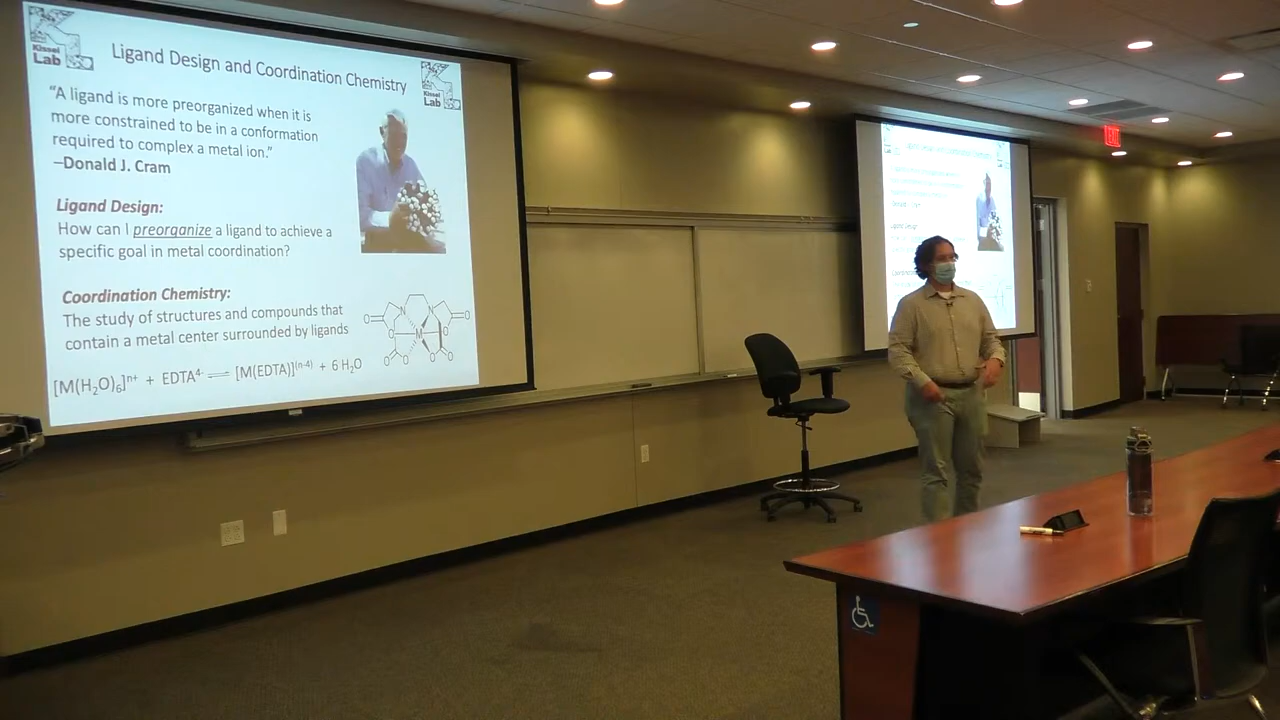 Kissel
Lab
Ligand Design and Coordination Chemistry
Kissel
Lab
“A ligand is more preorganized when it is
more constrained to be in a conformation
required to complex a metal ion.”
–Donald J. Cram
Ligand Design:
How can I preorganize a ligand to achieve a
specific goal in metal coordination?
Coordination Chemistry:
The study of structures and compounds that
contain a metal center surrounded by ligands
[M(H₂O)₆]ⁿ⁺ + EDTA⁴⁻ ⇌ [M(EDTA)]⁽ⁿ⁻⁴⁾ + 6 H₂O
EXIT